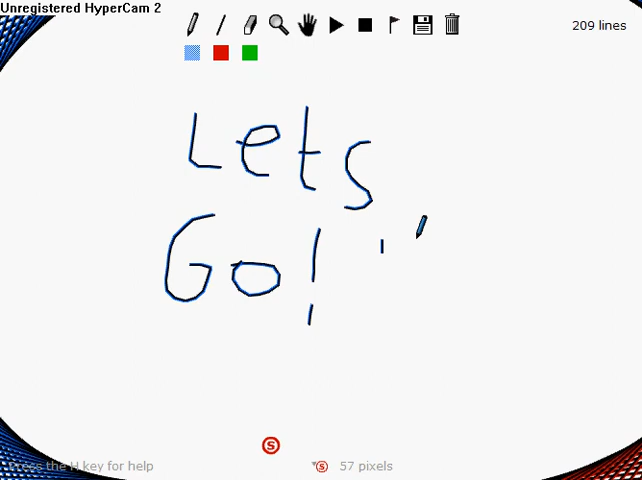 Unregistered HyperCam 2
209 lines
Lets
Go!
Press the H key for help
57 pixels